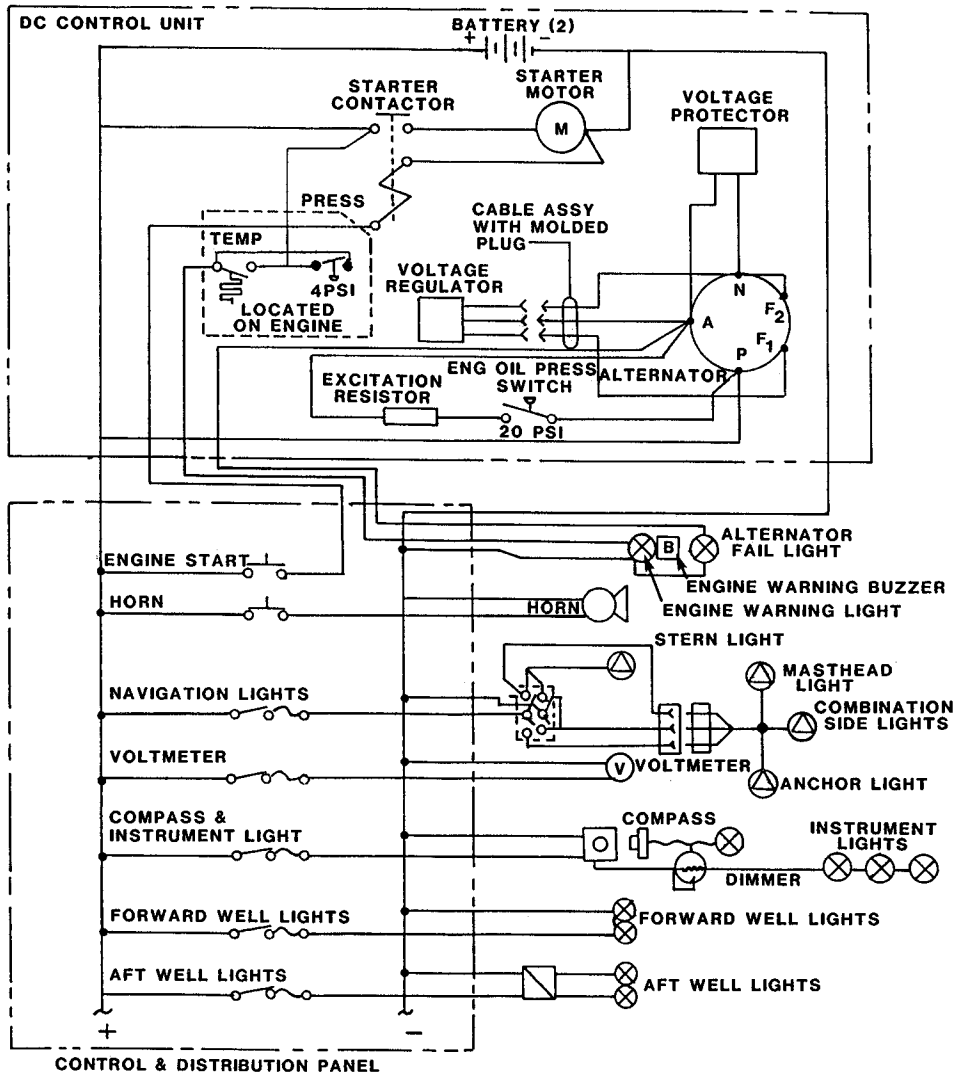 DC CONTROL UNIT
BATTERY (2)
+
−
STARTER
CONTACTOR
STARTER
MOTOR
M
VOLTAGE
PROTECTOR
PRESS
TEMP
4PSI
LOCATED
ON ENGINE
CABLE ASSY
WITH MOLDED
PLUG
VOLTAGE
REGULATOR
N
A
F2
F1
P
ALTERNATOR
ENG OIL PRESS
SWITCH
20 PSI
EXCITATION
RESISTOR
ENGINE START
B
ALTERNATOR
FAIL LIGHT
ENGINE WARNING BUZZER
ENGINE WARNING LIGHT
HORN
HORN
STERN LIGHT
NAVIGATION LIGHTS
MASTHEAD
LIGHT
COMBINATION
SIDE LIGHTS
ANCHOR LIGHT
VOLTMETER
V
VOLTMETER
COMPASS &
INSTRUMENT LIGHT
COMPASS
DIMMER
INSTRUMENT
LIGHTS
FORWARD WELL LIGHTS
FORWARD WELL LIGHTS
AFT WELL LIGHTS
AFT WELL LIGHTS
+
−
CONTROL & DISTRIBUTION PANEL